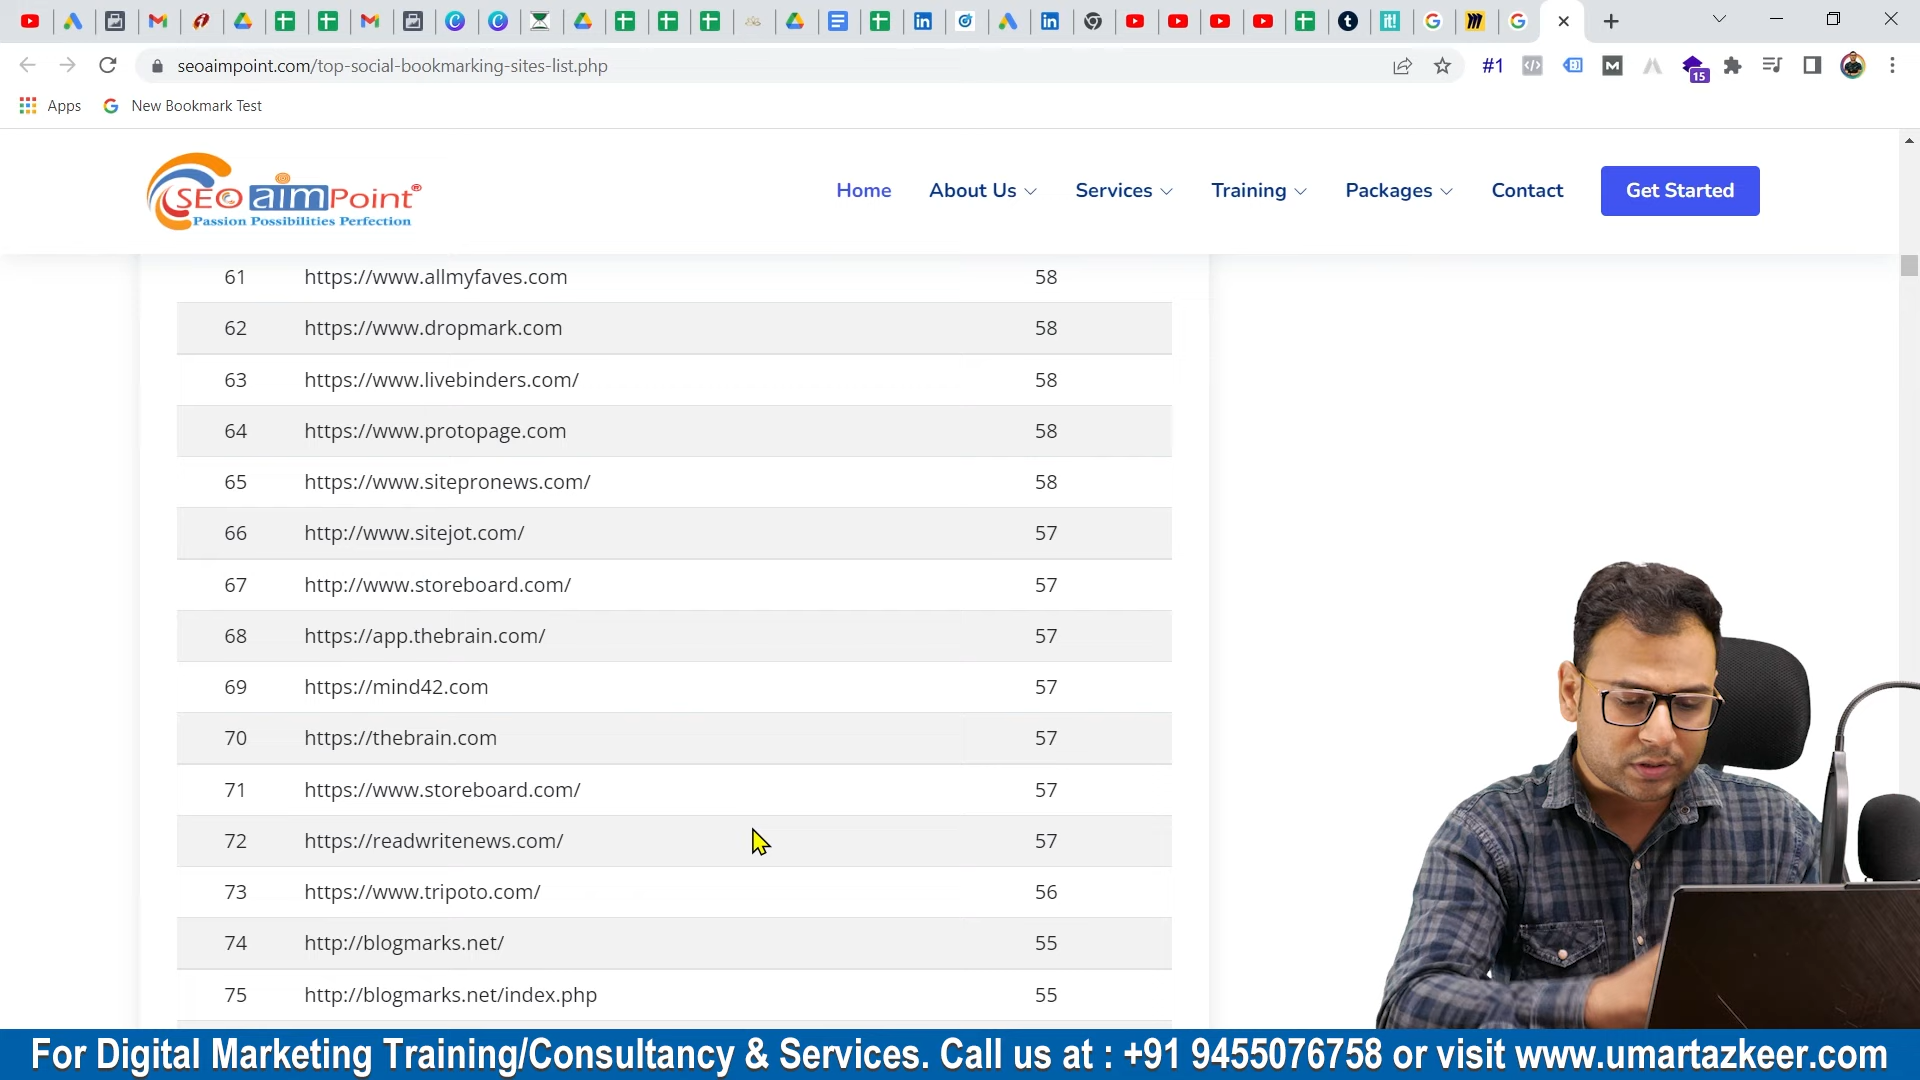 #1
seoaimpoint.com/top-social-bookmarking-sites-list.php
15
Apps
New Bookmark Test
SEO aim Point®
Passion Possibilities Perfection
Home
About Us
Services
Training
Packages
Contact
Get Started
61 https://www.allmyfaves.com 58
62 https://www.dropmark.com 58
63 https://www.livebinders.com/ 58
64 https://www.protopage.com 58
65 https://www.sitepronews.com/ 58
66 http://www.sitejot.com/ 57
67 http://www.storeboard.com/ 57
68 https://app.thebrain.com/ 57
69 https://mind42.com 57
70 https://thebrain.com 57
71 https://www.storeboard.com/ 57
72 https://readwritenews.com/ 57
73 https://www.tripoto.com/ 56
74 http://blogmarks.net/ 55
75 http://blogmarks.net/index.php 55
For Digital Marketing Training/Consultancy & Services. Call us at : +91 9455076758 or visit www.umartazkeer.com